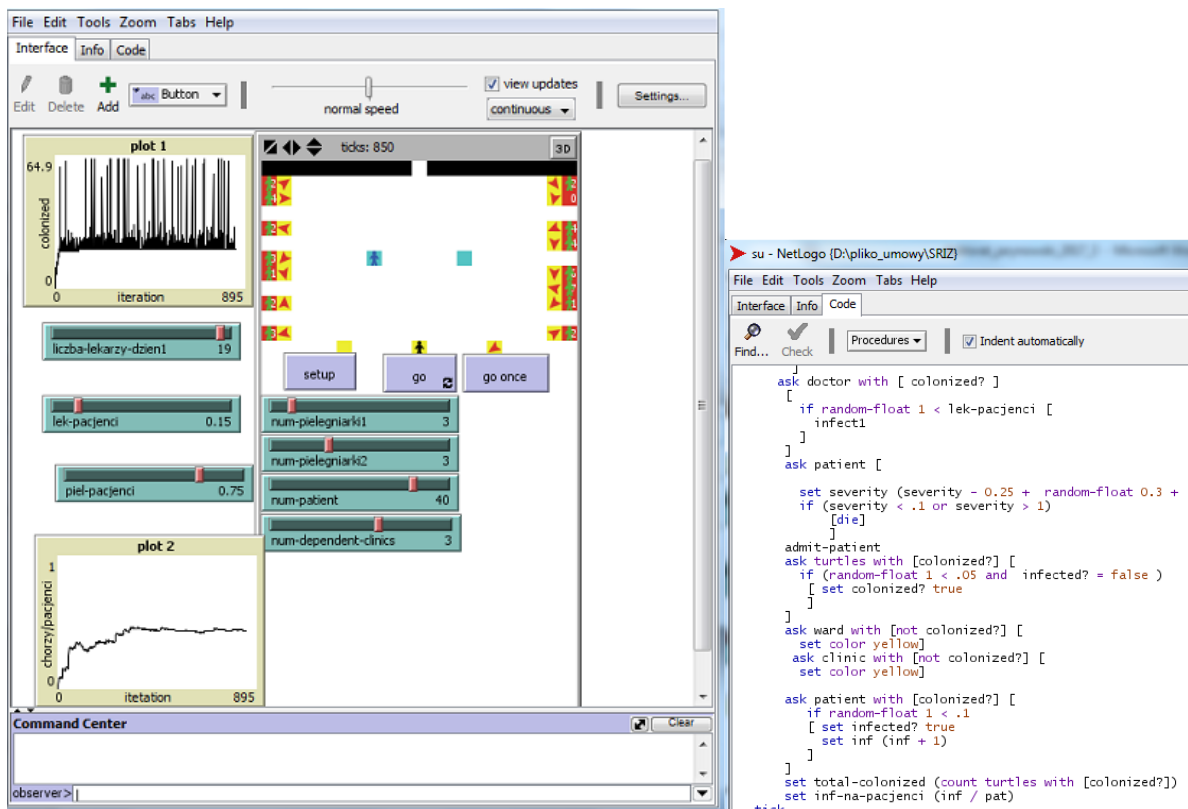 File Edit Tools Zoom Tabs Help
Interface Info Code
Edit Delete Add
abc Button
normal speed
view updates
continuous
Settings...
plot 1
64.9
colonized
0
0 iteration 895
ticks: 850
3D
liczba-lekarzy-dzien1 19
lek-pacjenci 0.15
piel-pacjenci 0.75
setup
go
go once
num-pielegniarki1 3
num-pielegniarki2 3
num-patient 40
num-dependent-clinics 3
plot 2
1
chorzy/pacjenci
0
0 itetation 895
Command Center
Clear
observer>
su - NetLogo {D:\pliko_umowy\SRIZ}
File Edit Tools Zoom Tabs Help
Interface Info Code
Find... Check
Procedures
Indent automatically
]
ask doctor with [ colonized? ]
[
if random-float 1 < lek-pacjenci [
infect1
]
]
ask patient [
set severity (severity - 0.25 + random-float 0.3 +
if (severity < .1 or severity > 1)
[die]
]
admit-patient
ask turtles with [colonized?] [
if (random-float 1 < .05 and infected? = false )
[ set colonized? true
]
]
ask ward with [not colonized?] [
set color yellow]
ask clinic with [not colonized?] [
set color yellow]
ask patient with [colonized?] [
if random-float 1 < .1
[ set infected? true
set inf (inf + 1)
]
]
set total-colonized (count turtles with [colonized?])
set inf-na-pacjenci (inf / pat)
tick